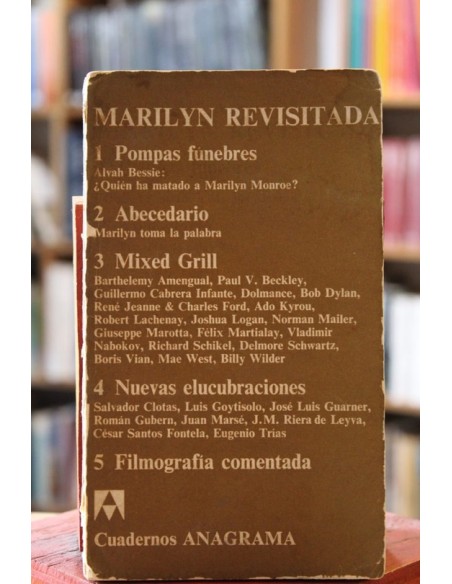 MARILYN REVISITADA
1 Pompas fúnebres
Alvah Bessie:
¿Quién ha matado a Marilyn Monroe?
2 Abecedario
Marilyn toma la palabra
3 Mixed Grill
Barthelemy Amengual, Paul V. Beckley,
Guillermo Cabrera Infante, Dolmance, Bob Dylan,
René Jeanne & Charles Ford, Ado Kyrou,
Robert Lachenay, Joshua Logan, Norman Mailer,
Giuseppe Marotta, Félix Martialay, Vladimir
Nabokov, Richard Schikel, Delmore Schwartz,
Boris Vian, Mae West, Billy Wilder
4 Nuevas elucubraciones
Salvador Clotas, Luis Goytisolo, José Luis Guarner,
Román Gubern, Juan Marsé, J.M. Riera de Leyva,
César Santos Fontela, Eugenio Trías
5 Filmografía comentada
Cuadernos ANAGRAMA